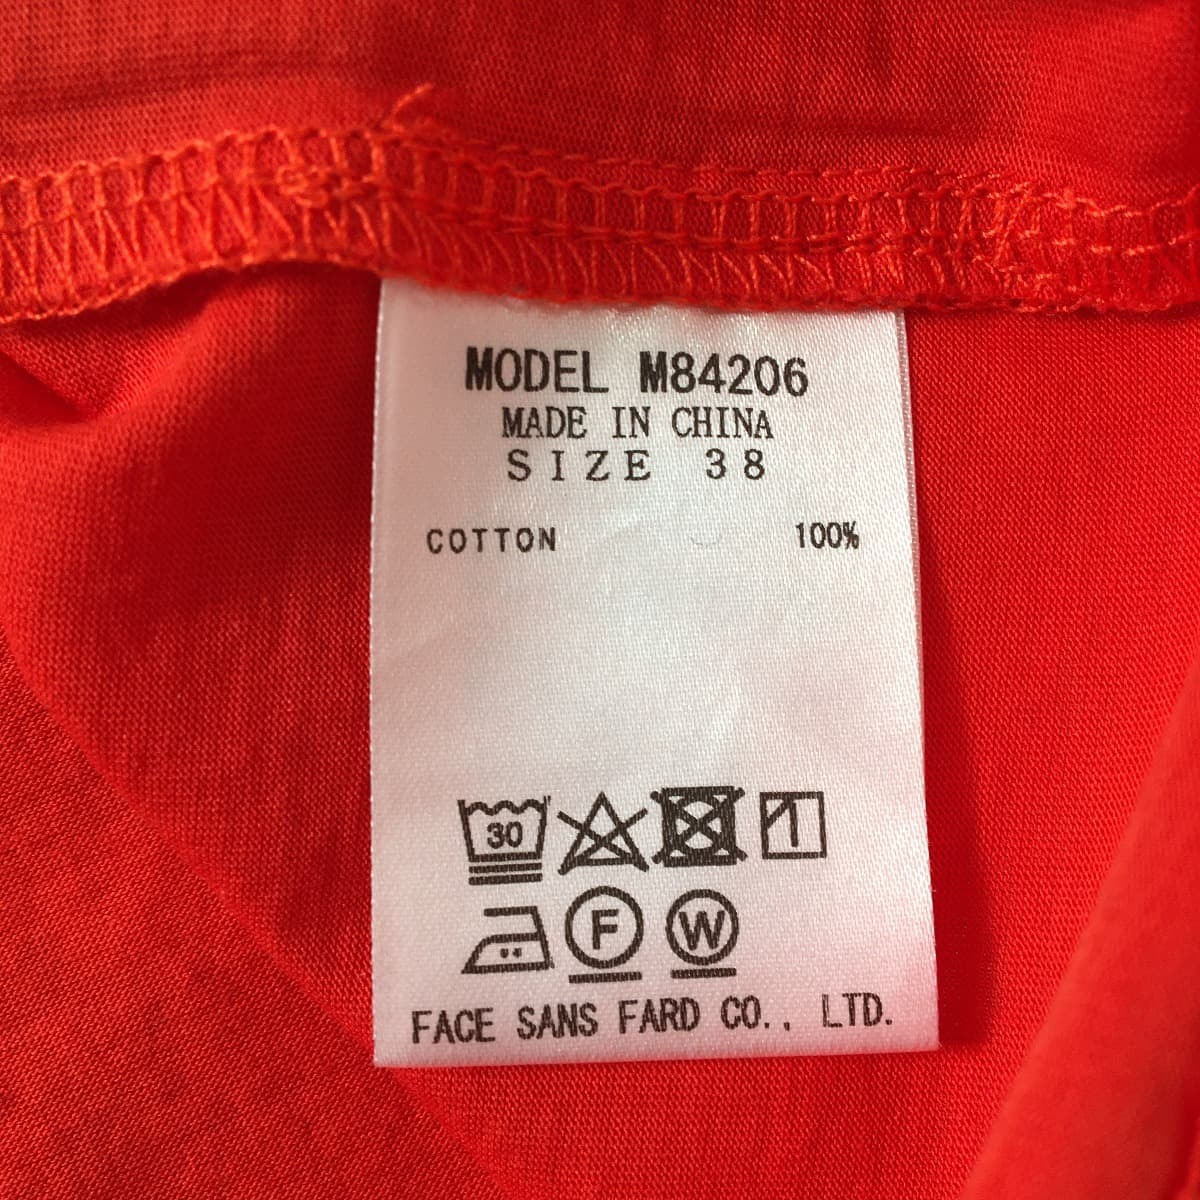 MODEL M84206
MADE IN CHINA
SIZE 38
COTTON 100%
30
F W
FACE SANS FARD CO., LTD.